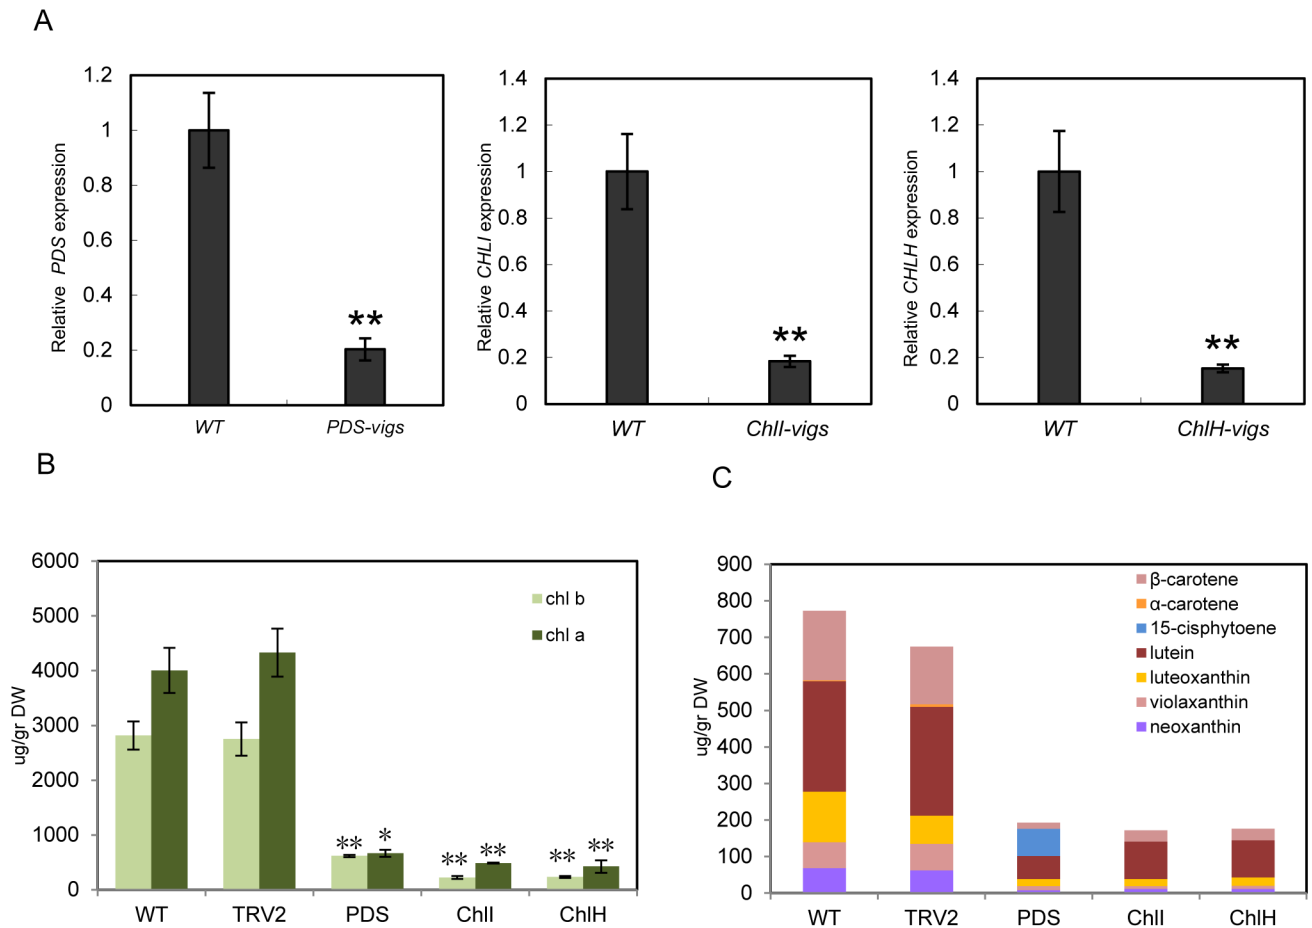 A
Relative PDS expression
1.2
1
0.8
0.6
0.4
0.2
0
**
WT
PDS-vigs
Relative CHLI expression
1.4
1.2
1
0.8
0.6
0.4
0.2
0
**
WT
ChlI-vigs
Relative CHLH expression
1.4
1.2
1
0.8
0.6
0.4
0.2
0
**
WT
ChlH-vigs
B
ug/gr DW
6000
5000
4000
3000
2000
1000
0
chl b
chl a
** * ** ** ** **
WT TRV2 PDS ChlI ChlH
C
ug/gr DW
900
800
700
600
500
400
300
200
100
0
β-carotene
α-carotene
15-cisphytoene
lutein
luteoxanthin
violaxanthin
neoxanthin
WT TRV2 PDS ChlI ChlH